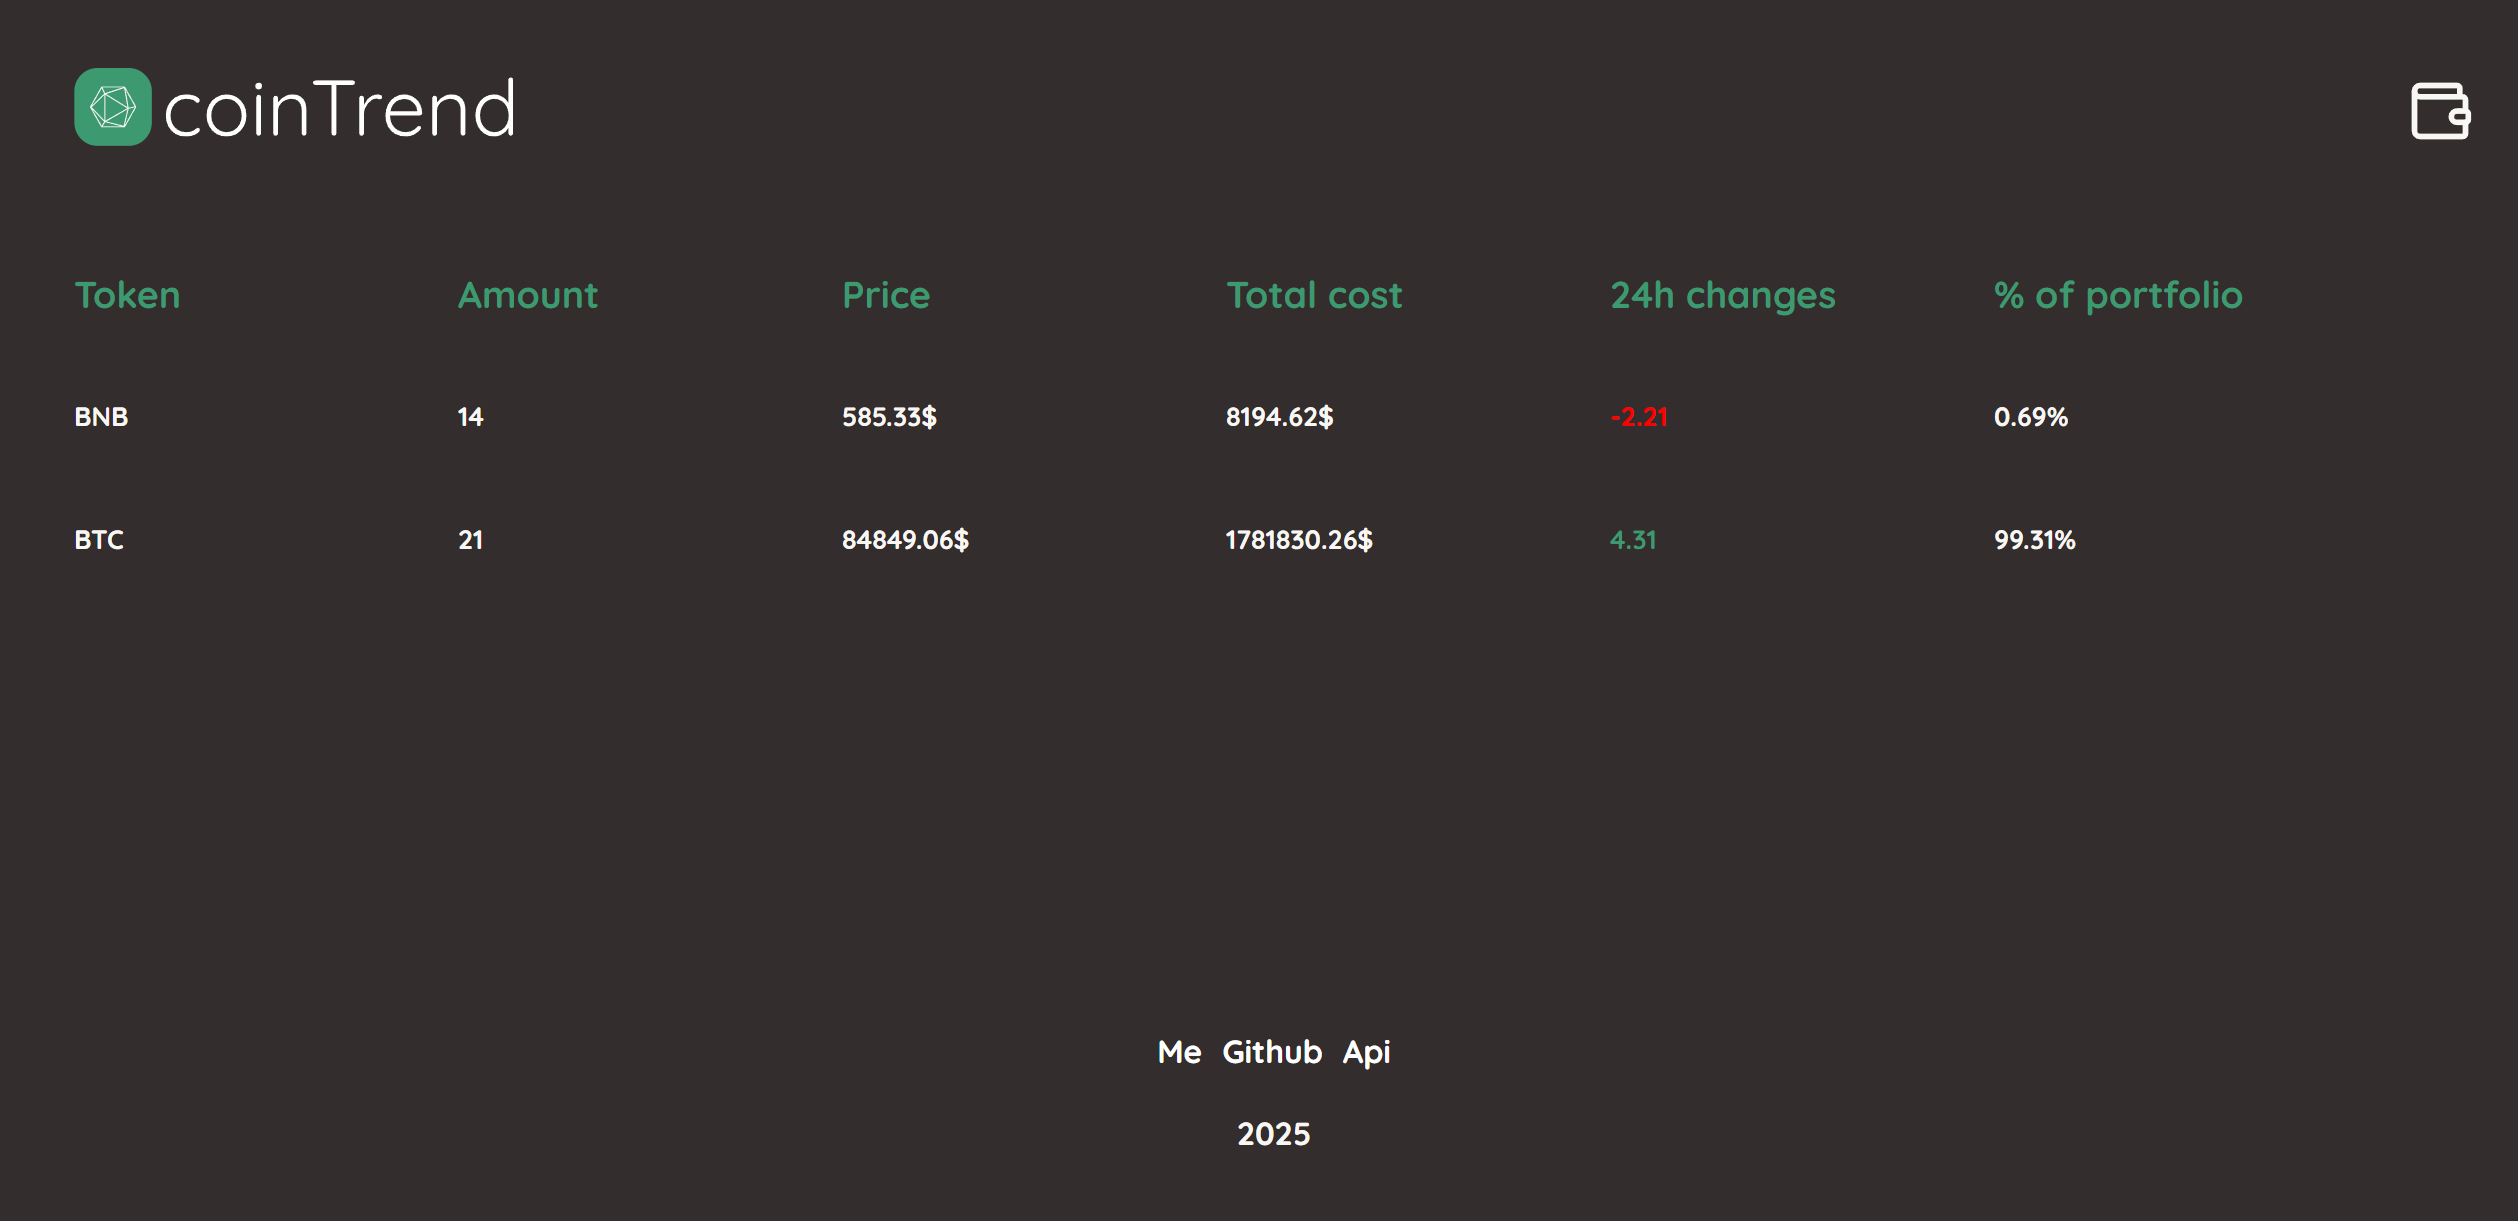 coinTrend
Token Amount Price Total cost 24h changes % of portfolio
BNB 14 585.33$ 8194.62$ -2.21 0.69%
BTC 21 84849.06$ 1781830.26$ 4.31 99.31%
Me Github Api
2025